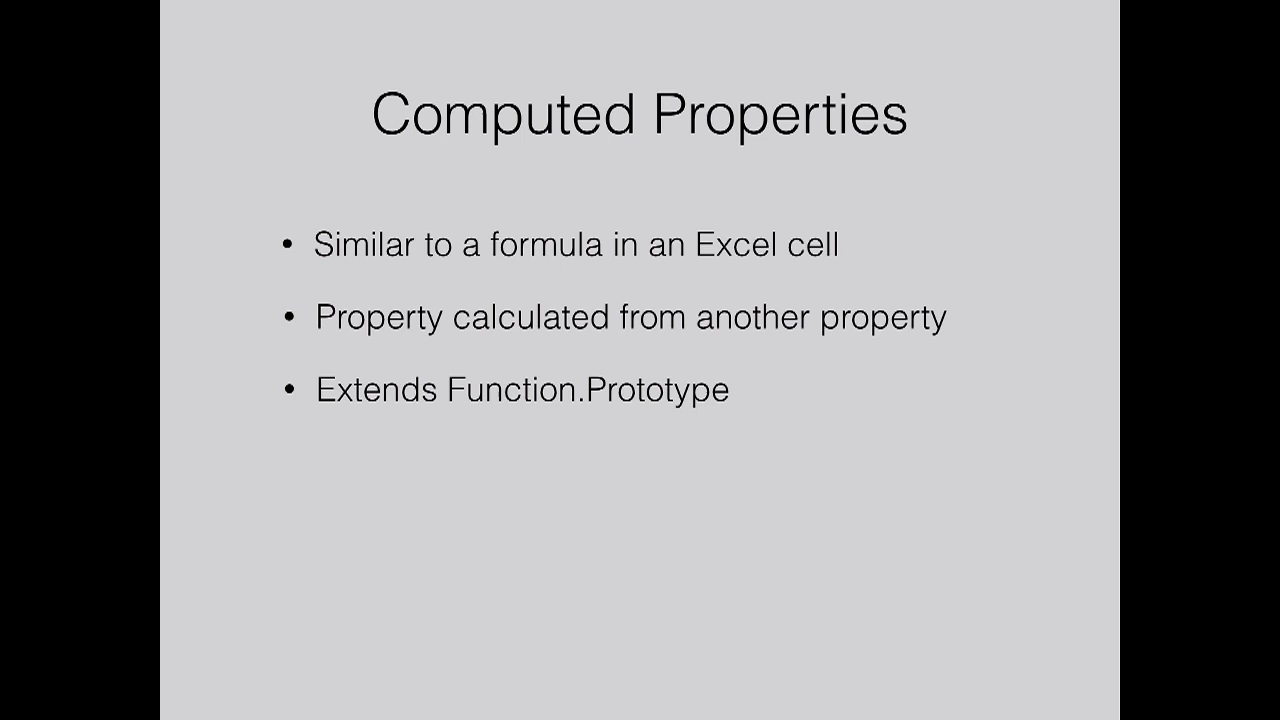 Computed Properties
• Similar to a formula in an Excel cell
• Property calculated from another property
• Extends Function.Prototype